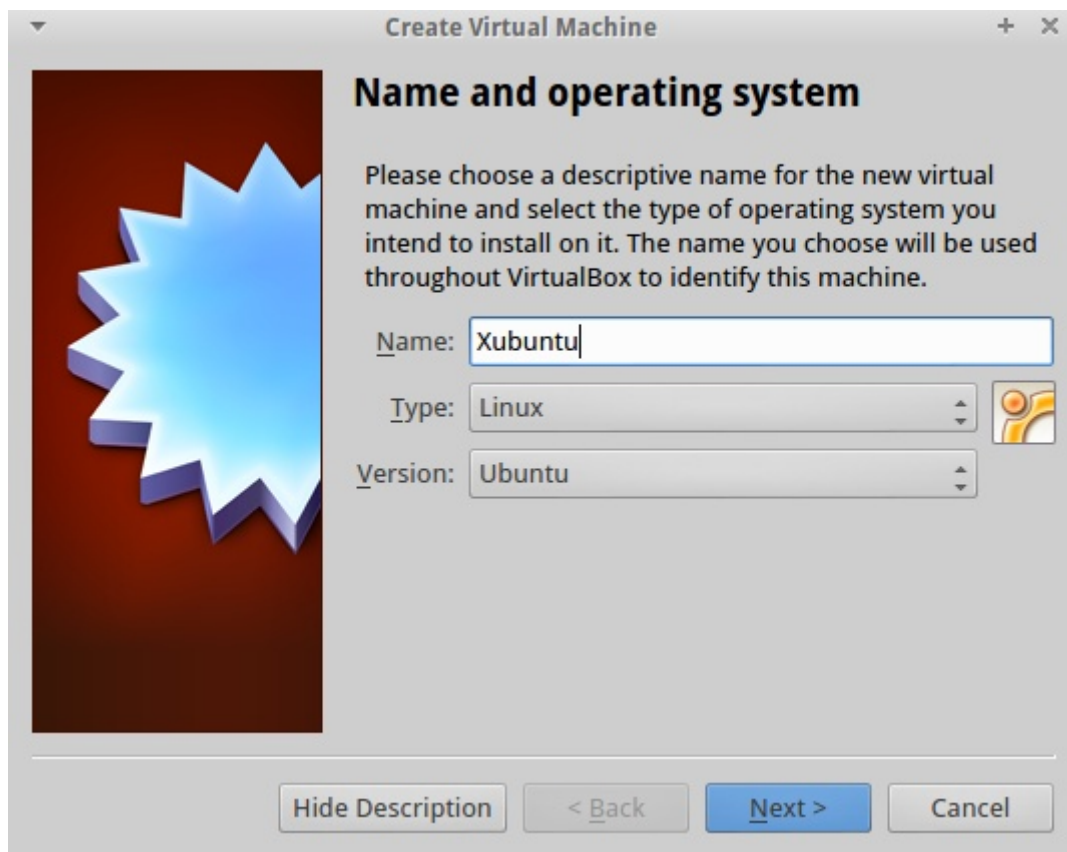 Create Virtual Machine
Name and operating system
Please choose a descriptive name for the new virtual
machine and select the type of operating system you
intend to install on it. The name you choose will be used
throughout VirtualBox to identify this machine.
Name: Xubuntu
Type: Linux
Version: Ubuntu
Hide Description < Back Next > Cancel